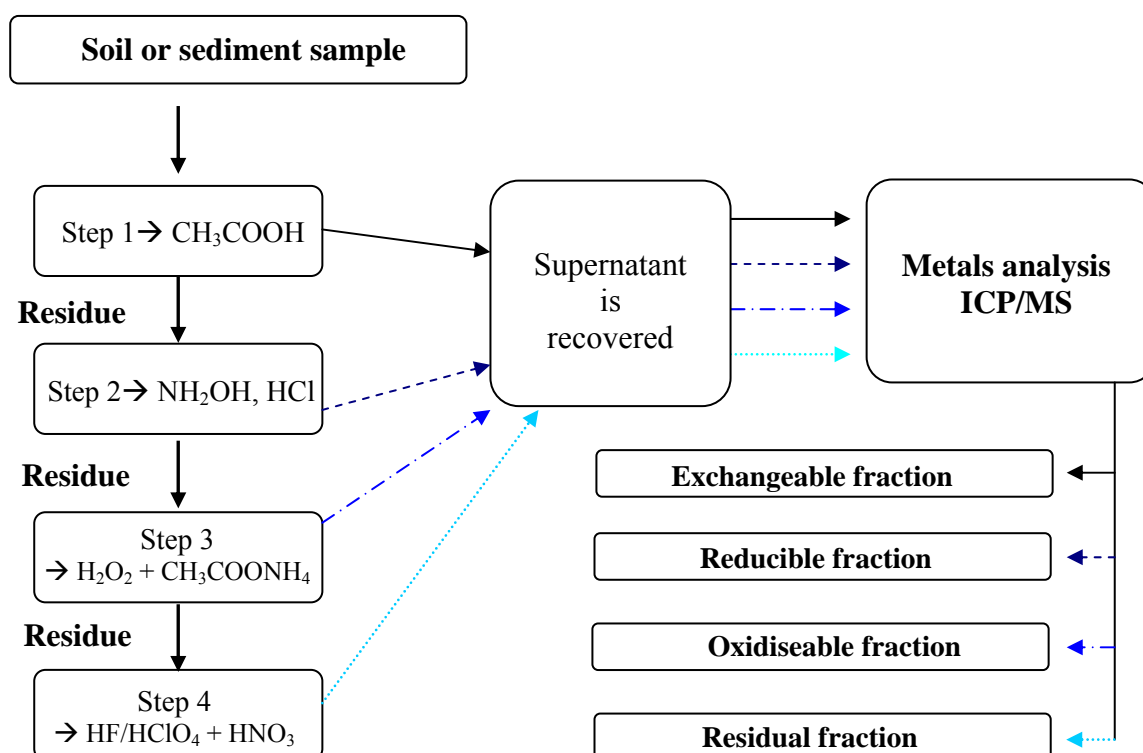 Soil or sediment sample
Step 1→ CH₃COOH
Residue
Step 2→ NH₂OH, HCl
Residue
Step 3
→ H₂O₂ + CH₃COONH₄
Residue
Step 4
→ HF/HClO₄ + HNO₃
Supernatant
is
recovered
Metals analysis
ICP/MS
Exchangeable fraction
Reducible fraction
Oxidiseable fraction
Residual fraction